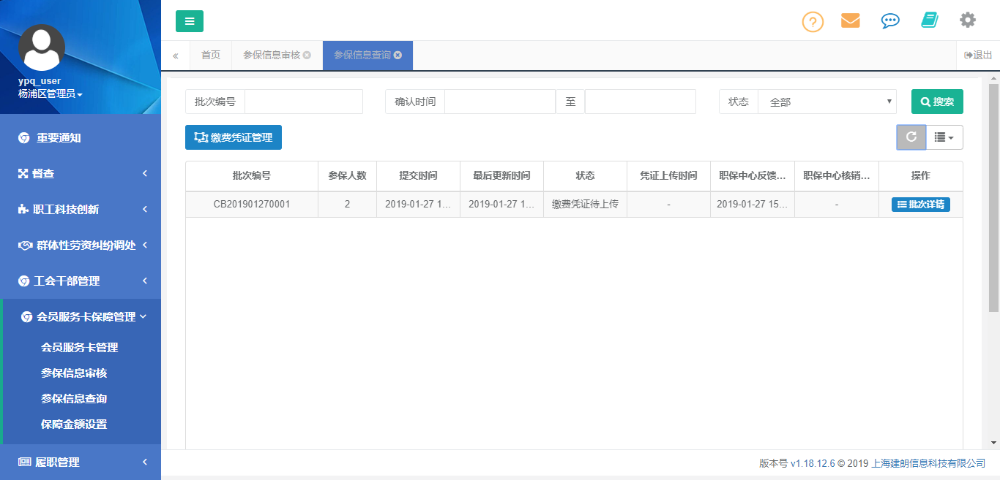 ypq_user
杨浦区管理员
重要通知
督查
职工科技创新
群体性劳资纠纷调处
工会干部管理
会员服务卡保障管理
会员服务卡管理
参保信息审核
参保信息查询
保障金额设置
履职管理
?
« 首页 参保信息审核 参保信息查询 退出
批次编号 确认时间 至 状态 全部 搜索
缴费凭证管理
批次编号 参保人数 提交时间 最后更新时间 状态 凭证上传时间 职保中心反馈... 职保中心核销... 操作
CB201901270001 2 2019-01-27 1... 2019-01-27 1... 缴费凭证待上传 - 2019-01-27 15... - 批次详情
版本号 v1.18.12.6 © 2019 上海建朗信息科技有限公司